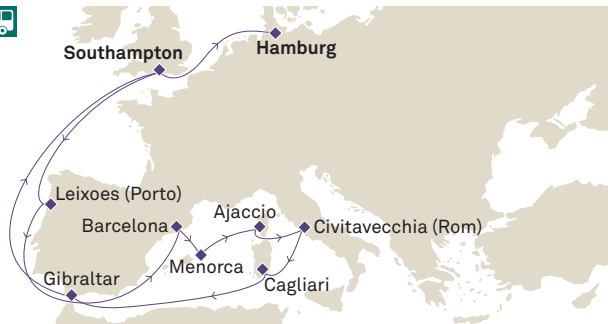 Southampton
Hamburg
Leixoes (Porto)
Barcelona
Ajaccio
Civitavecchia (Rom)
Menorca
Gibraltar
Cagliari